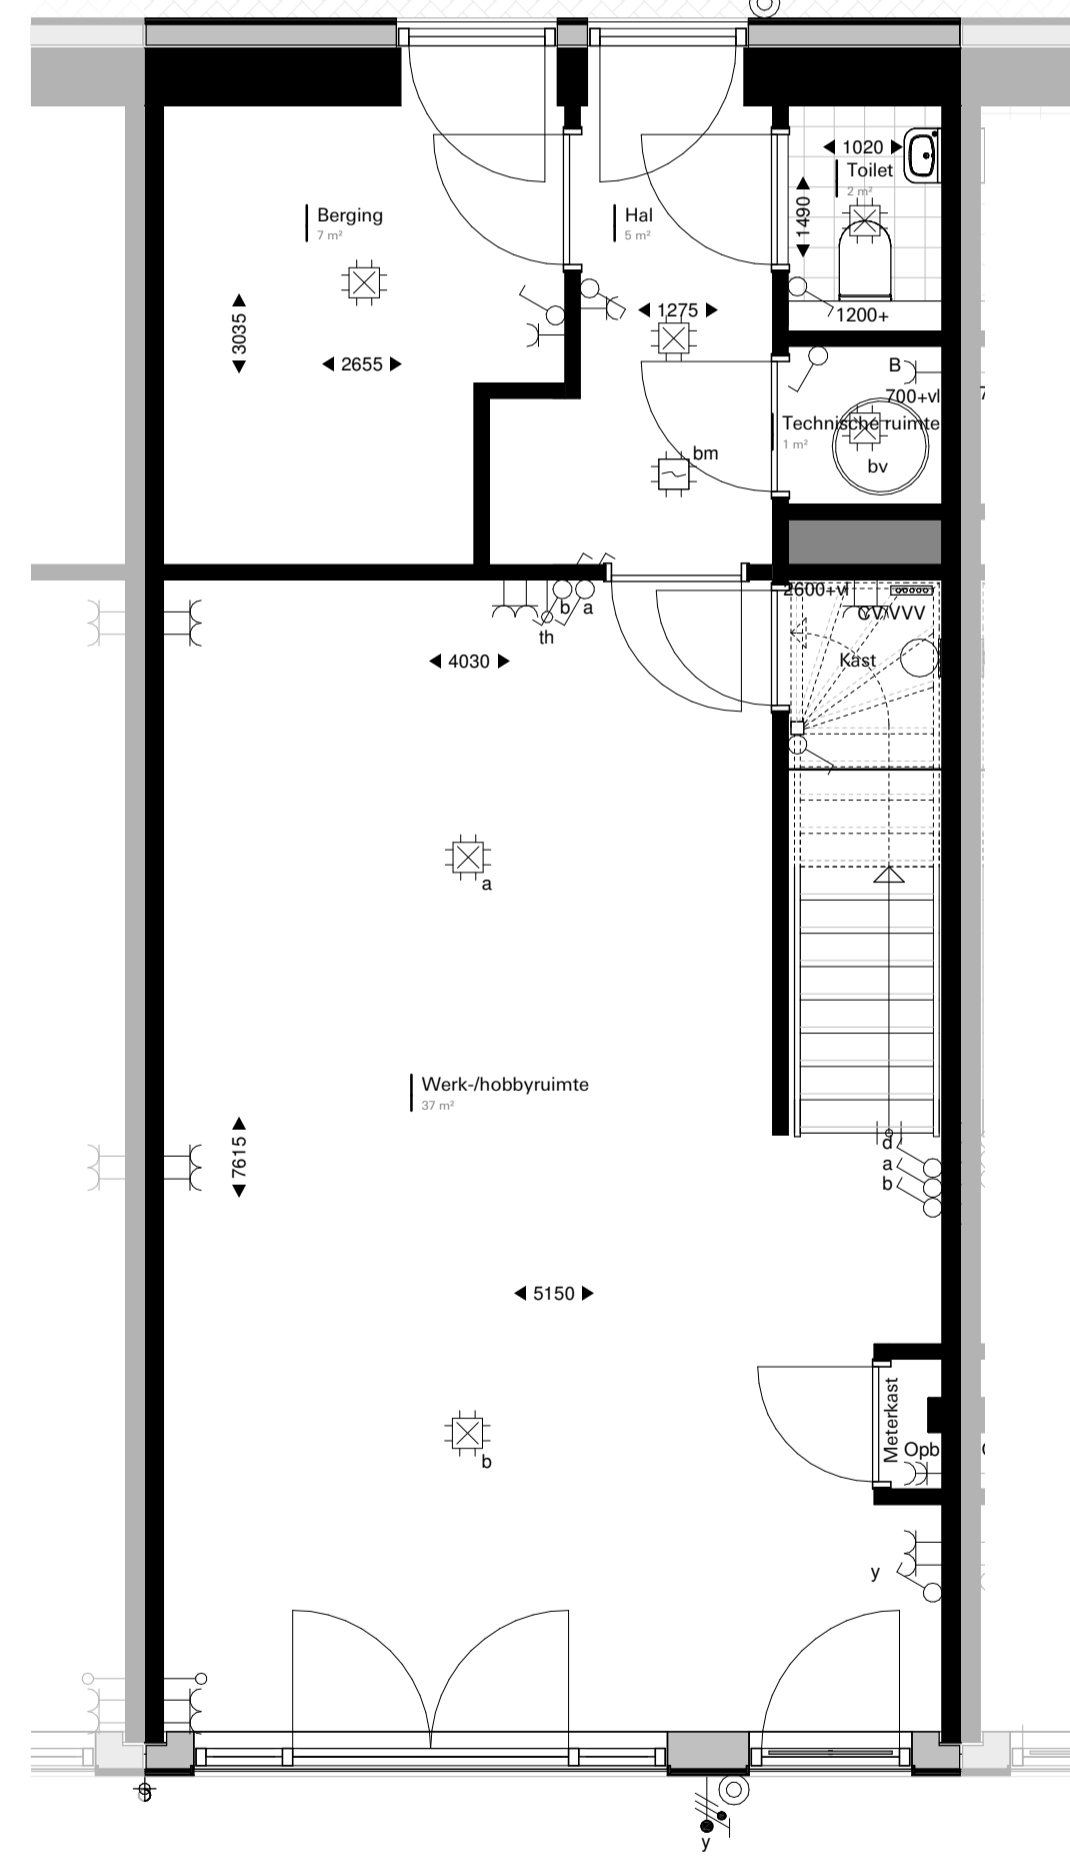 1020
Toilet
2 m²
1490
Berging
7 m²
Hal
5 m²
3035
1275
1200+
2655
B
700+vl
Technische ruimte
1 m²
bm
bv
2600+vl
b a
CV/VVV
th
4030
Kast
a
Werk-/hobbyruimte
37 m²
7615
d
a
b
5150
Meterkast
Opb
b
y
y